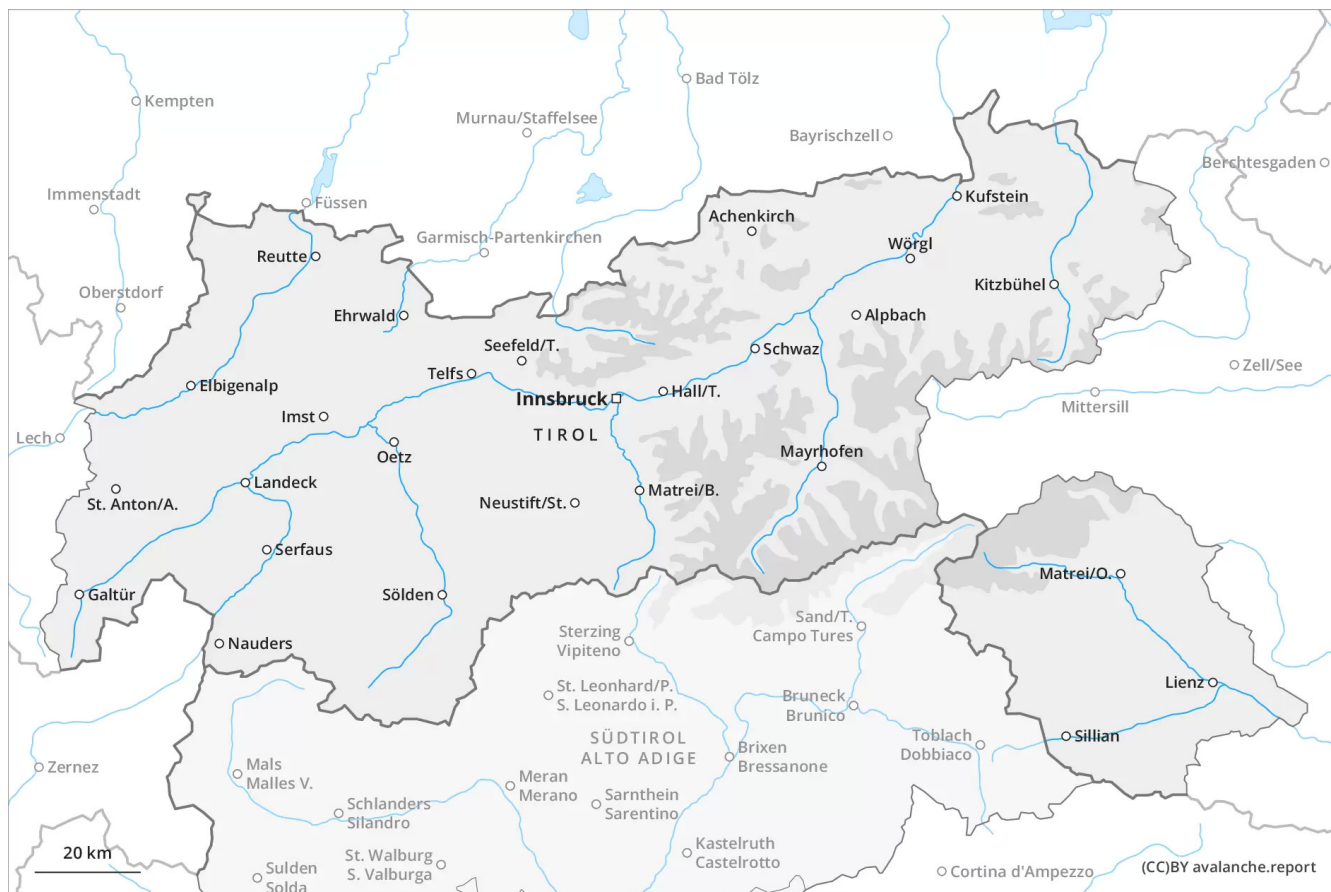 Bad Tölz
Kempten
Murnau/Staffelsee
Bayrischzell
Berchtesgaden
Immenstadt
Füssen
Kufstein
Achenkirch
Garmisch-Partenkirchen
Wörgl
Reutte
Kitzbühel
Oberstdorf
Ehrwald
Alpbach
Seefeld/T.
Schwaz
Zell/See
Telfs
Elbigenalp
Hall/T.
Innsbruck
Mittersill
Imst
Lech
TIROL
Oetz
Mayrhofen
Landeck
Matrei/B.
St. Anton/A.
Neustift/St.
Serfaus
Matrei/O.
Galtür
Sölden
Sand/T.
Campo Tures
Sterzing
Vipiteno
Nauders
Lienz
St. Leonhard/P.
S. Leonardo i. P.
Bruneck
Brunico
SÜDTIROL
ALTO ADIGE
Toblach
Dobbiaco
Sillian
Brixen
Bressanone
Zernez
Mals
Malles V.
Meran
Merano
Sarnthein
Sarentino
Schlanders
Silandro
Kastelruth
Castelrotto
20 km
St. Walburg
S. Valburga
Sulden
Solda
Cortina d'Ampezzo
(CC)BY avalanche.report